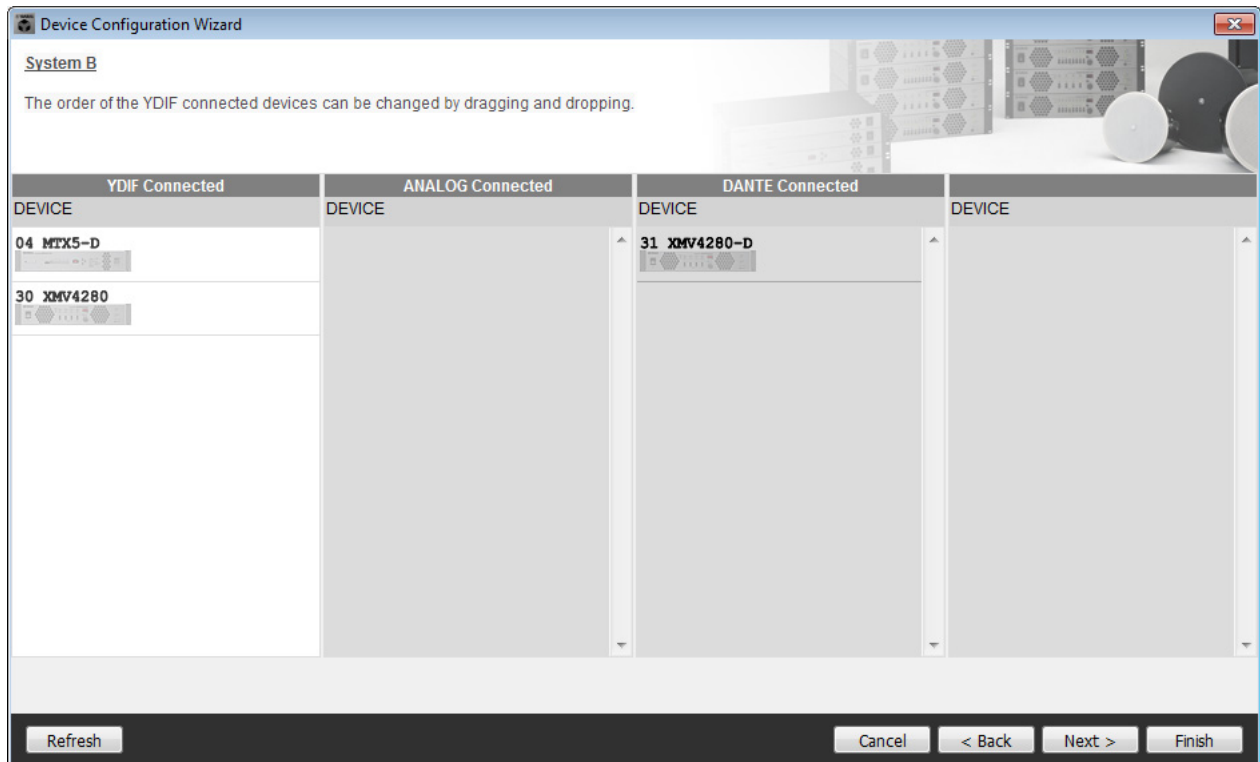 Device Configuration Wizard
System B
The order of the YDIF connected devices can be changed by dragging and dropping.
YDIF Connected
ANALOG Connected
DANTE Connected
DEVICE
DEVICE
DEVICE
DEVICE
04 MTX5-D
31 XMV4280-D
30 XMV4280
Refresh
Cancel
< Back
Next >
Finish